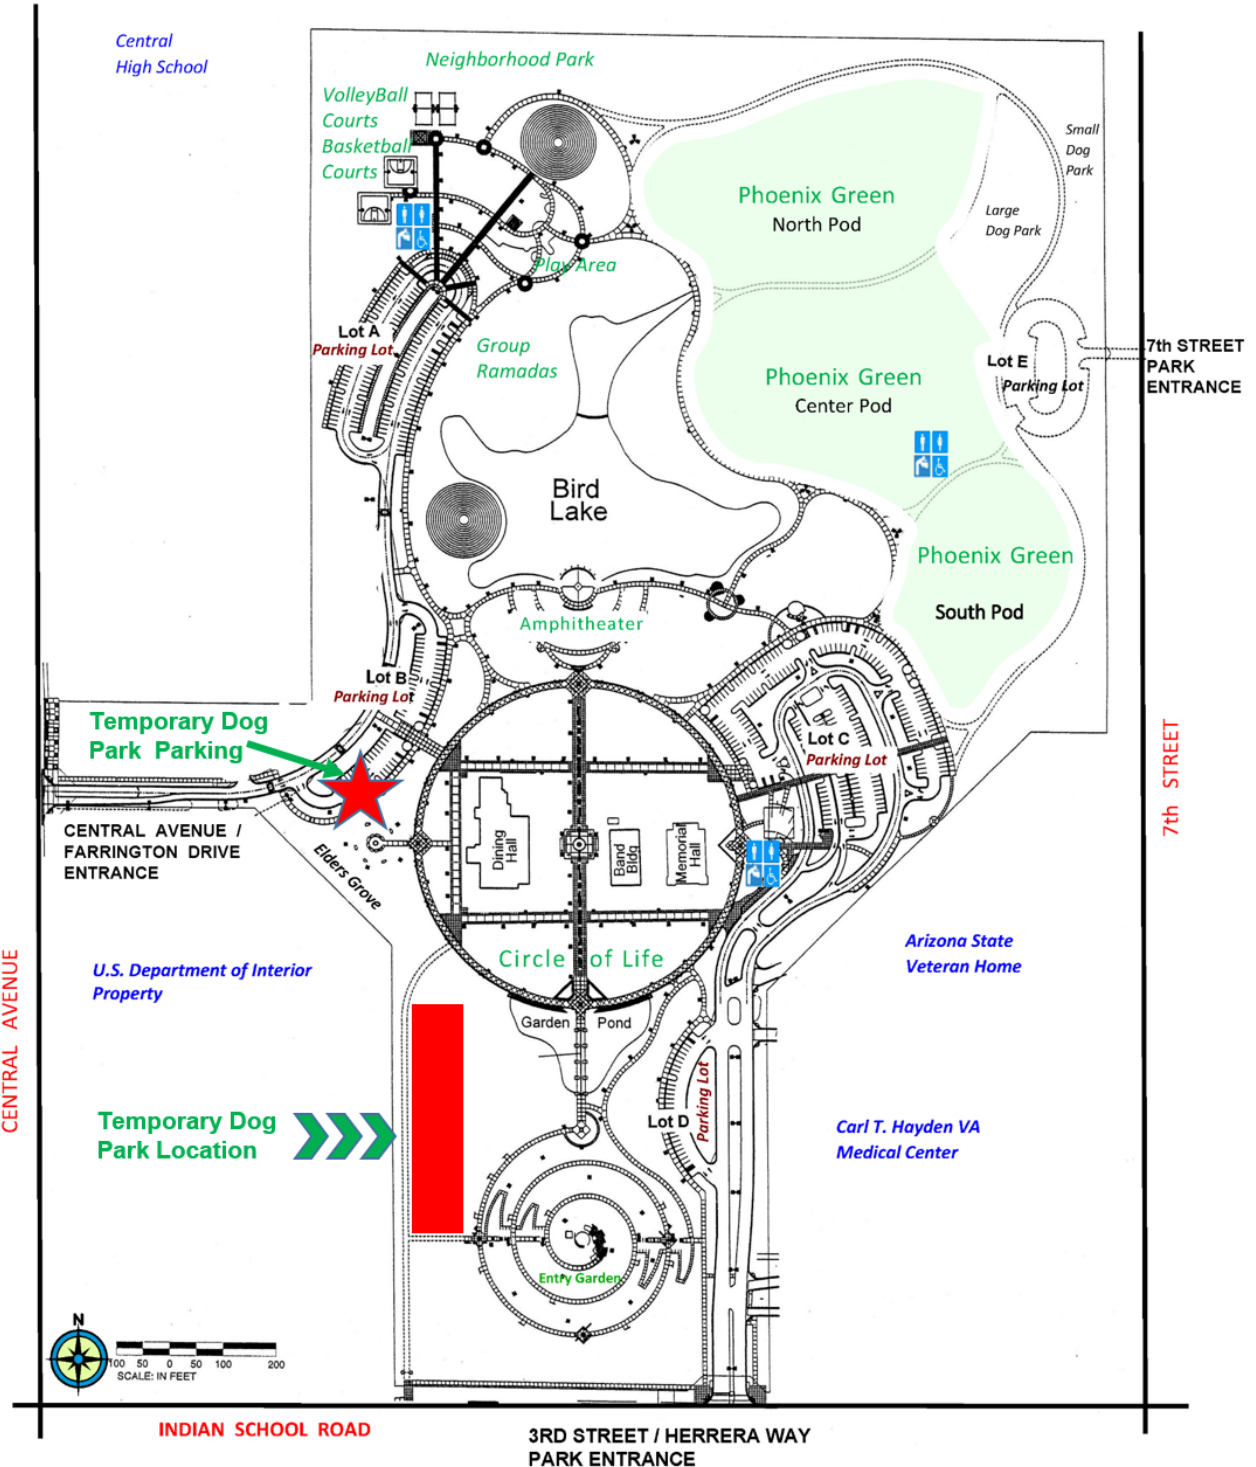 Central
High School
Neighborhood Park
VolleyBall
Courts
Basketball
Courts
Small
Dog
Park
Phoenix Green
North Pod
Large
Dog Park
Play Area
Lot A
Parking Lot
Group
Ramadas
7th STREET
PARK
ENTRANCE
Lot E
Parking Lot
Phoenix Green
Center Pod
Bird
Lake
Phoenix Green
South Pod
Amphitheater
Lot B
Parking Lot
Temporary Dog
Park Parking
Lot C
Parking Lot
7th STREET
CENTRAL AVENUE /
FARRINGTON DRIVE
ENTRANCE
Elders Grove
Dining
Hall
Band
Bldg
Memorial
Hall
Circle of Life
U.S. Department of Interior
Property
Arizona State
Veteran Home
CENTRAL AVENUE
Garden Pond
Temporary Dog
Park Location
Lot D
Parking Lot
Carl T. Hayden VA
Medical Center
Entry Garden
N
100 50 0 50 100 200
SCALE: IN FEET
INDIAN SCHOOL ROAD
3RD STREET / HERRERA WAY
PARK ENTRANCE